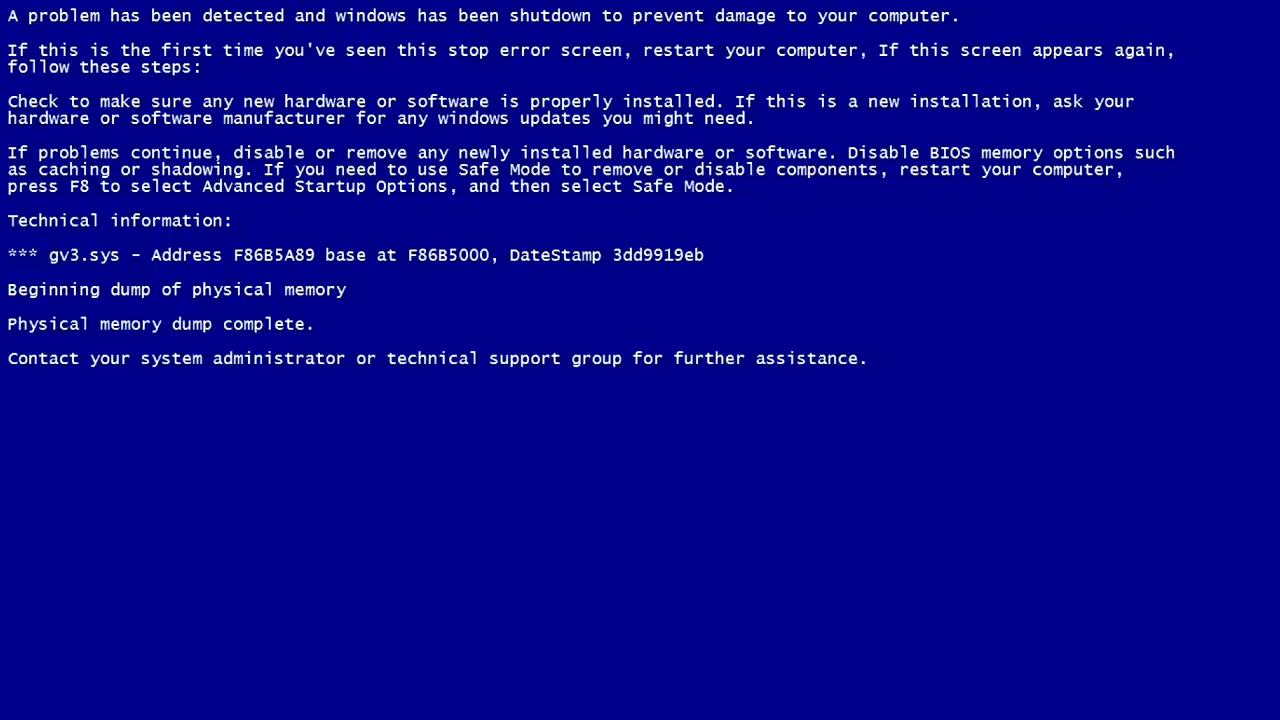 A problem has been detected and windows has been shutdown to prevent damage to your computer.
If this is the first time you've seen this stop error screen, restart your computer, If this screen appears again,
follow these steps:
Check to make sure any new hardware or software is properly installed. If this is a new installation, ask your
hardware or software manufacturer for any windows updates you might need.
If problems continue, disable or remove any newly installed hardware or software. Disable BIOS memory options such
as caching or shadowing. If you need to use Safe Mode to remove or disable components, restart your computer,
press F8 to select Advanced Startup Options, and then select Safe Mode.
Technical information:
*** gv3.sys - Address F86B5A89 base at F86B5000, DateStamp 3dd9919eb
Beginning dump of physical memory
Physical memory dump complete.
Contact your system administrator or technical support group for further assistance.